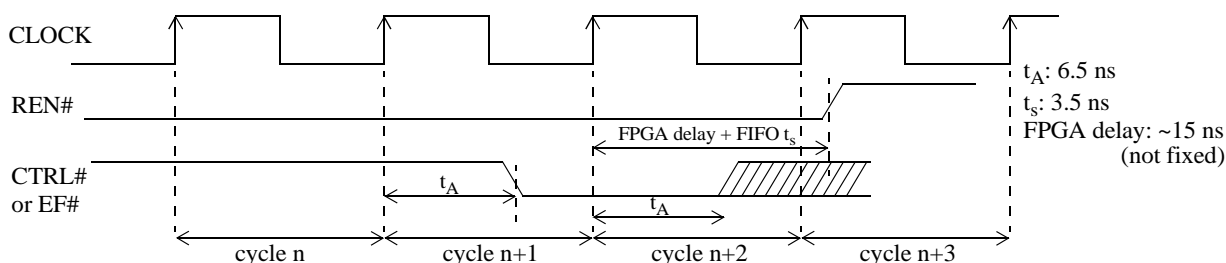 CLOCK
t_A: 6.5 ns
REN#
t_s: 3.5 ns
FPGA delay + FIFO t_s
FPGA delay: ~15 ns
(not fixed)
CTRL#
or EF#
t_A
t_A
cycle n
cycle n+1
cycle n+2
cycle n+3